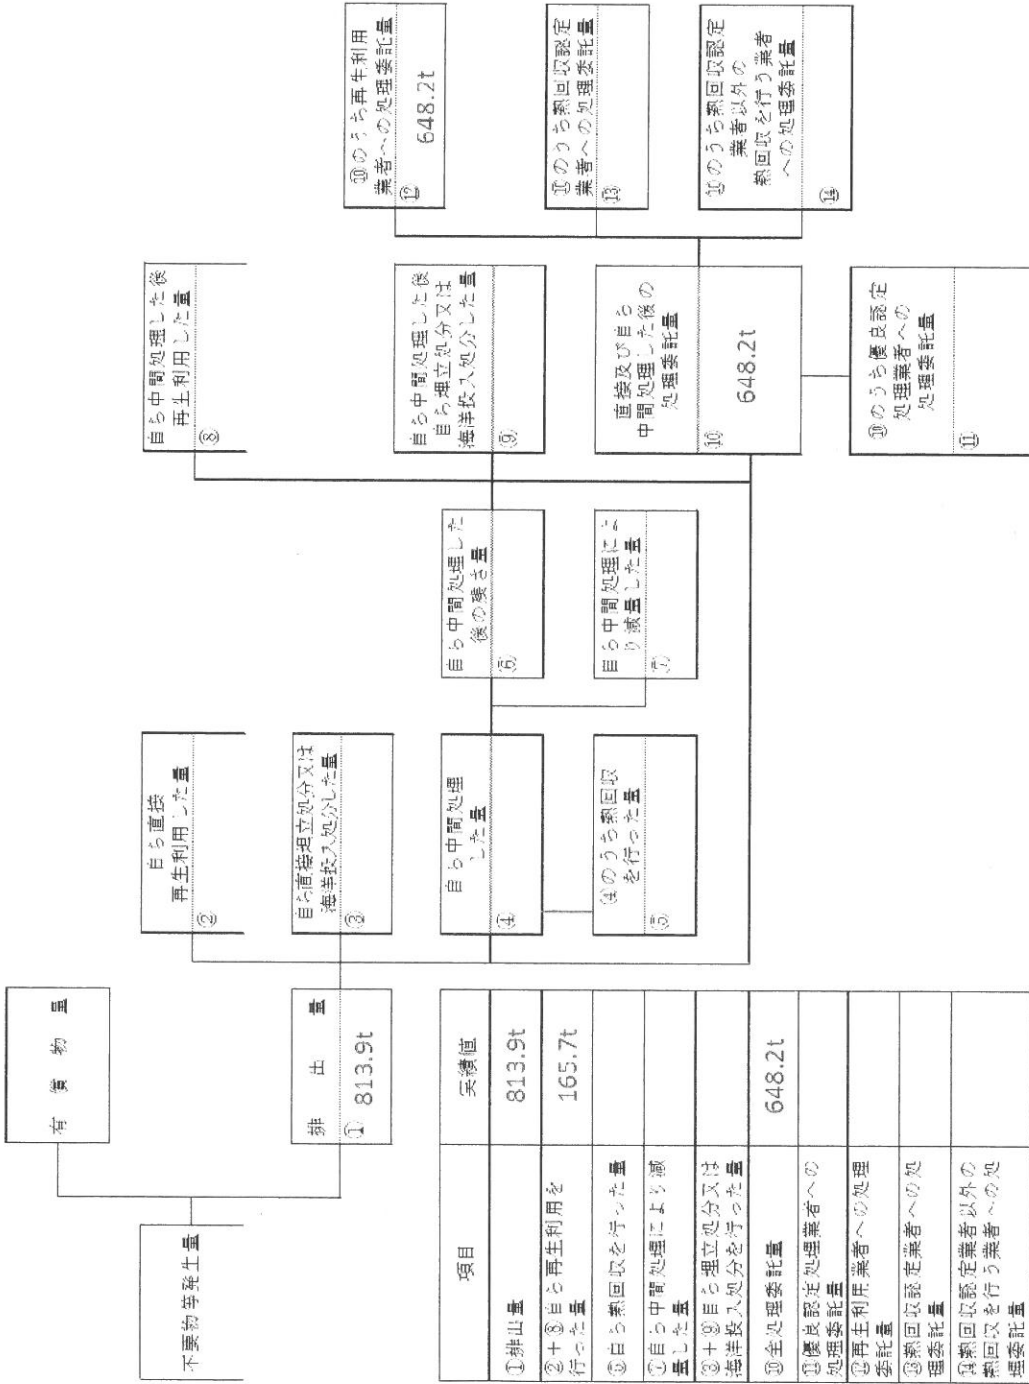 不要物等発生量
有 償 物 量
排 出 量
① 813.9t
自ら直接
再生利用した量
②
自ら直接埋立処分又は
海洋投入処分した量
③
自ら中間処理
した量
④
④のうち熱回収
を行った量
⑤
自ら中間処理した
後の残さ量
⑥
自ら中間処理によ
り減量した量
⑦
自ら中間処理した後
再生利用した量
⑧
自ら中間処理した後
自ら埋立処分又は
海洋投入処分した量
⑨
直接及び自ら
中間処理した後の
処理委託量
⑩
648.2t
⑩のうち優良認定
処理業者への
処理委託量
⑪
⑩のうち再生利用
業者への処理委託量
⑫
648.2t
⑩のうち熱回収認定
業者への処理委託量
⑬
⑩のうち熱回収認定
業者以外の
熱回収を行う業者
への処理委託量
⑭
項目 実績値
①排出量 813.9t
②+⑧自ら再生利用を
行った量 165.7t
⑤自ら熱回収を行った量
⑦自ら中間処理により減
量した量
③+⑨自ら埋立処分又は
海洋投入処分を行った量
⑩全処理委託量 648.2t
⑪優良認定処理業者への
処理委託量
⑫再生利用業者への処理
委託量
⑬熱回収認定業者への処
理委託量
⑭熱回収認定業者以外の
熱回収を行う業者への処
理委託量